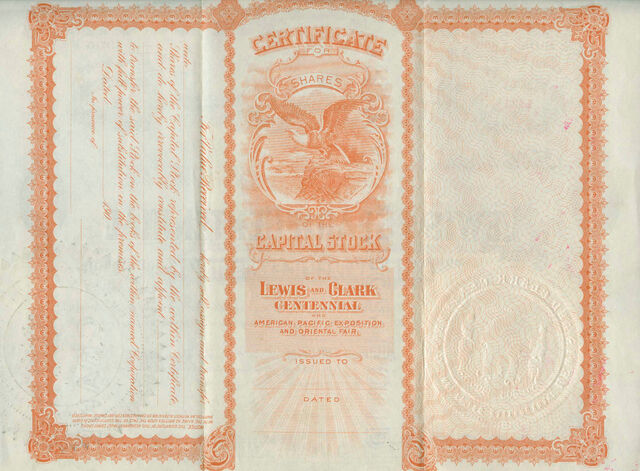 CERTIFICATE
FOR
SHARES
OF THE
CAPITAL STOCK
OF THE
LEWIS AND CLARK
CENTENNIAL
AND
AMERICAN PACIFIC EXPOSITION
AND ORIENTAL FAIR,
ISSUED TO
DATED
For Value Received
hereby sell, assign and transfer unto
Shares of the Capital Stock represented by the within Certificate
and do hereby irrevocably constitute and appoint
to transfer the said Stock on the books of the within named Corporation
with full power of substitution in the premises.
Dated
190
In presence of